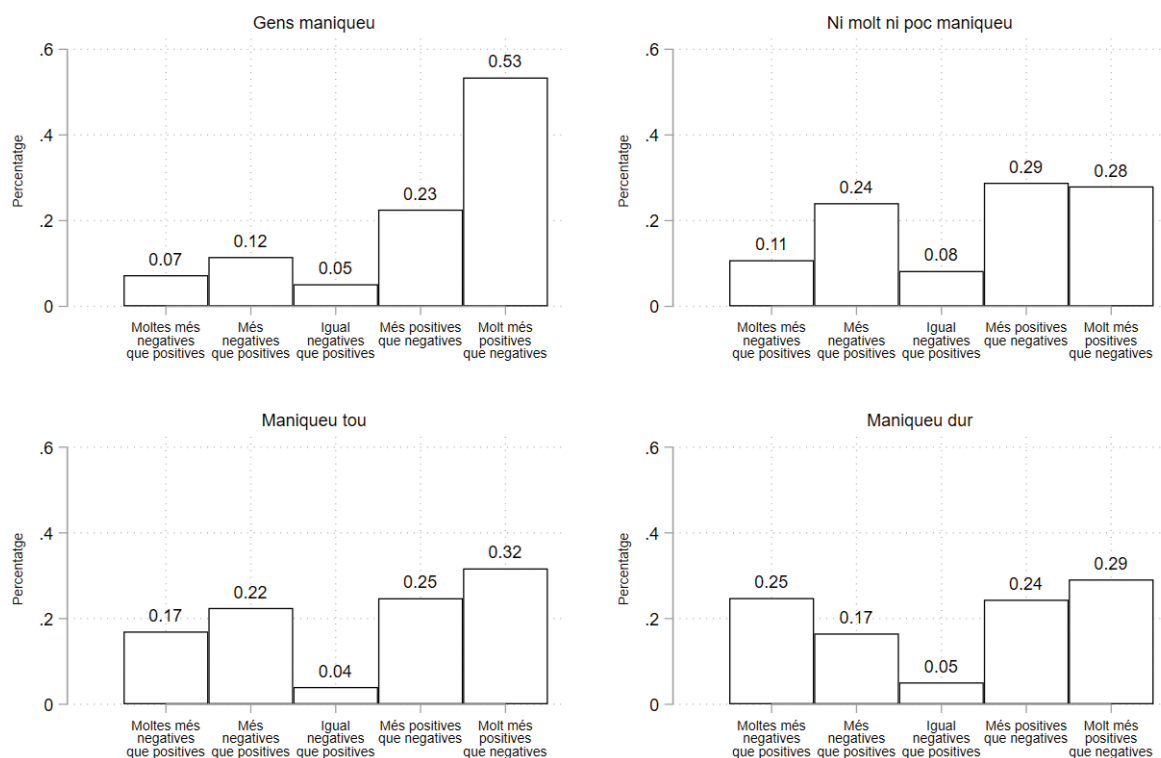 Gens maniqueu
.6
.4
.2
0
Percentatge
0.07
0.12
0.05
0.23
0.53
Moltes més
negatives
que positives
Més
negatives
que positives
Igual
negatives
que positives
Més positives
que negatives
Molt més
positives
que negatives
Ni molt ni poc maniqueu
.6
.4
.2
0
Percentatge
0.11
0.24
0.08
0.29
0.28
Moltes més
negatives
que positives
Més
negatives
que positives
Igual
negatives
que positives
Més positives
que negatives
Molt més
positives
que negatives
Maniqueu tou
.6
.4
.2
0
Percentatge
0.17
0.22
0.04
0.25
0.32
Moltes més
negatives
que positives
Més
negatives
que positives
Igual
negatives
que positives
Més positives
que negatives
Molt més
positives
que negatives
Maniqueu dur
.6
.4
.2
0
Percentatge
0.25
0.17
0.05
0.24
0.29
Moltes més
negatives
que positives
Més
negatives
que positives
Igual
negatives
que positives
Més positives
que negatives
Molt més
positives
que negatives